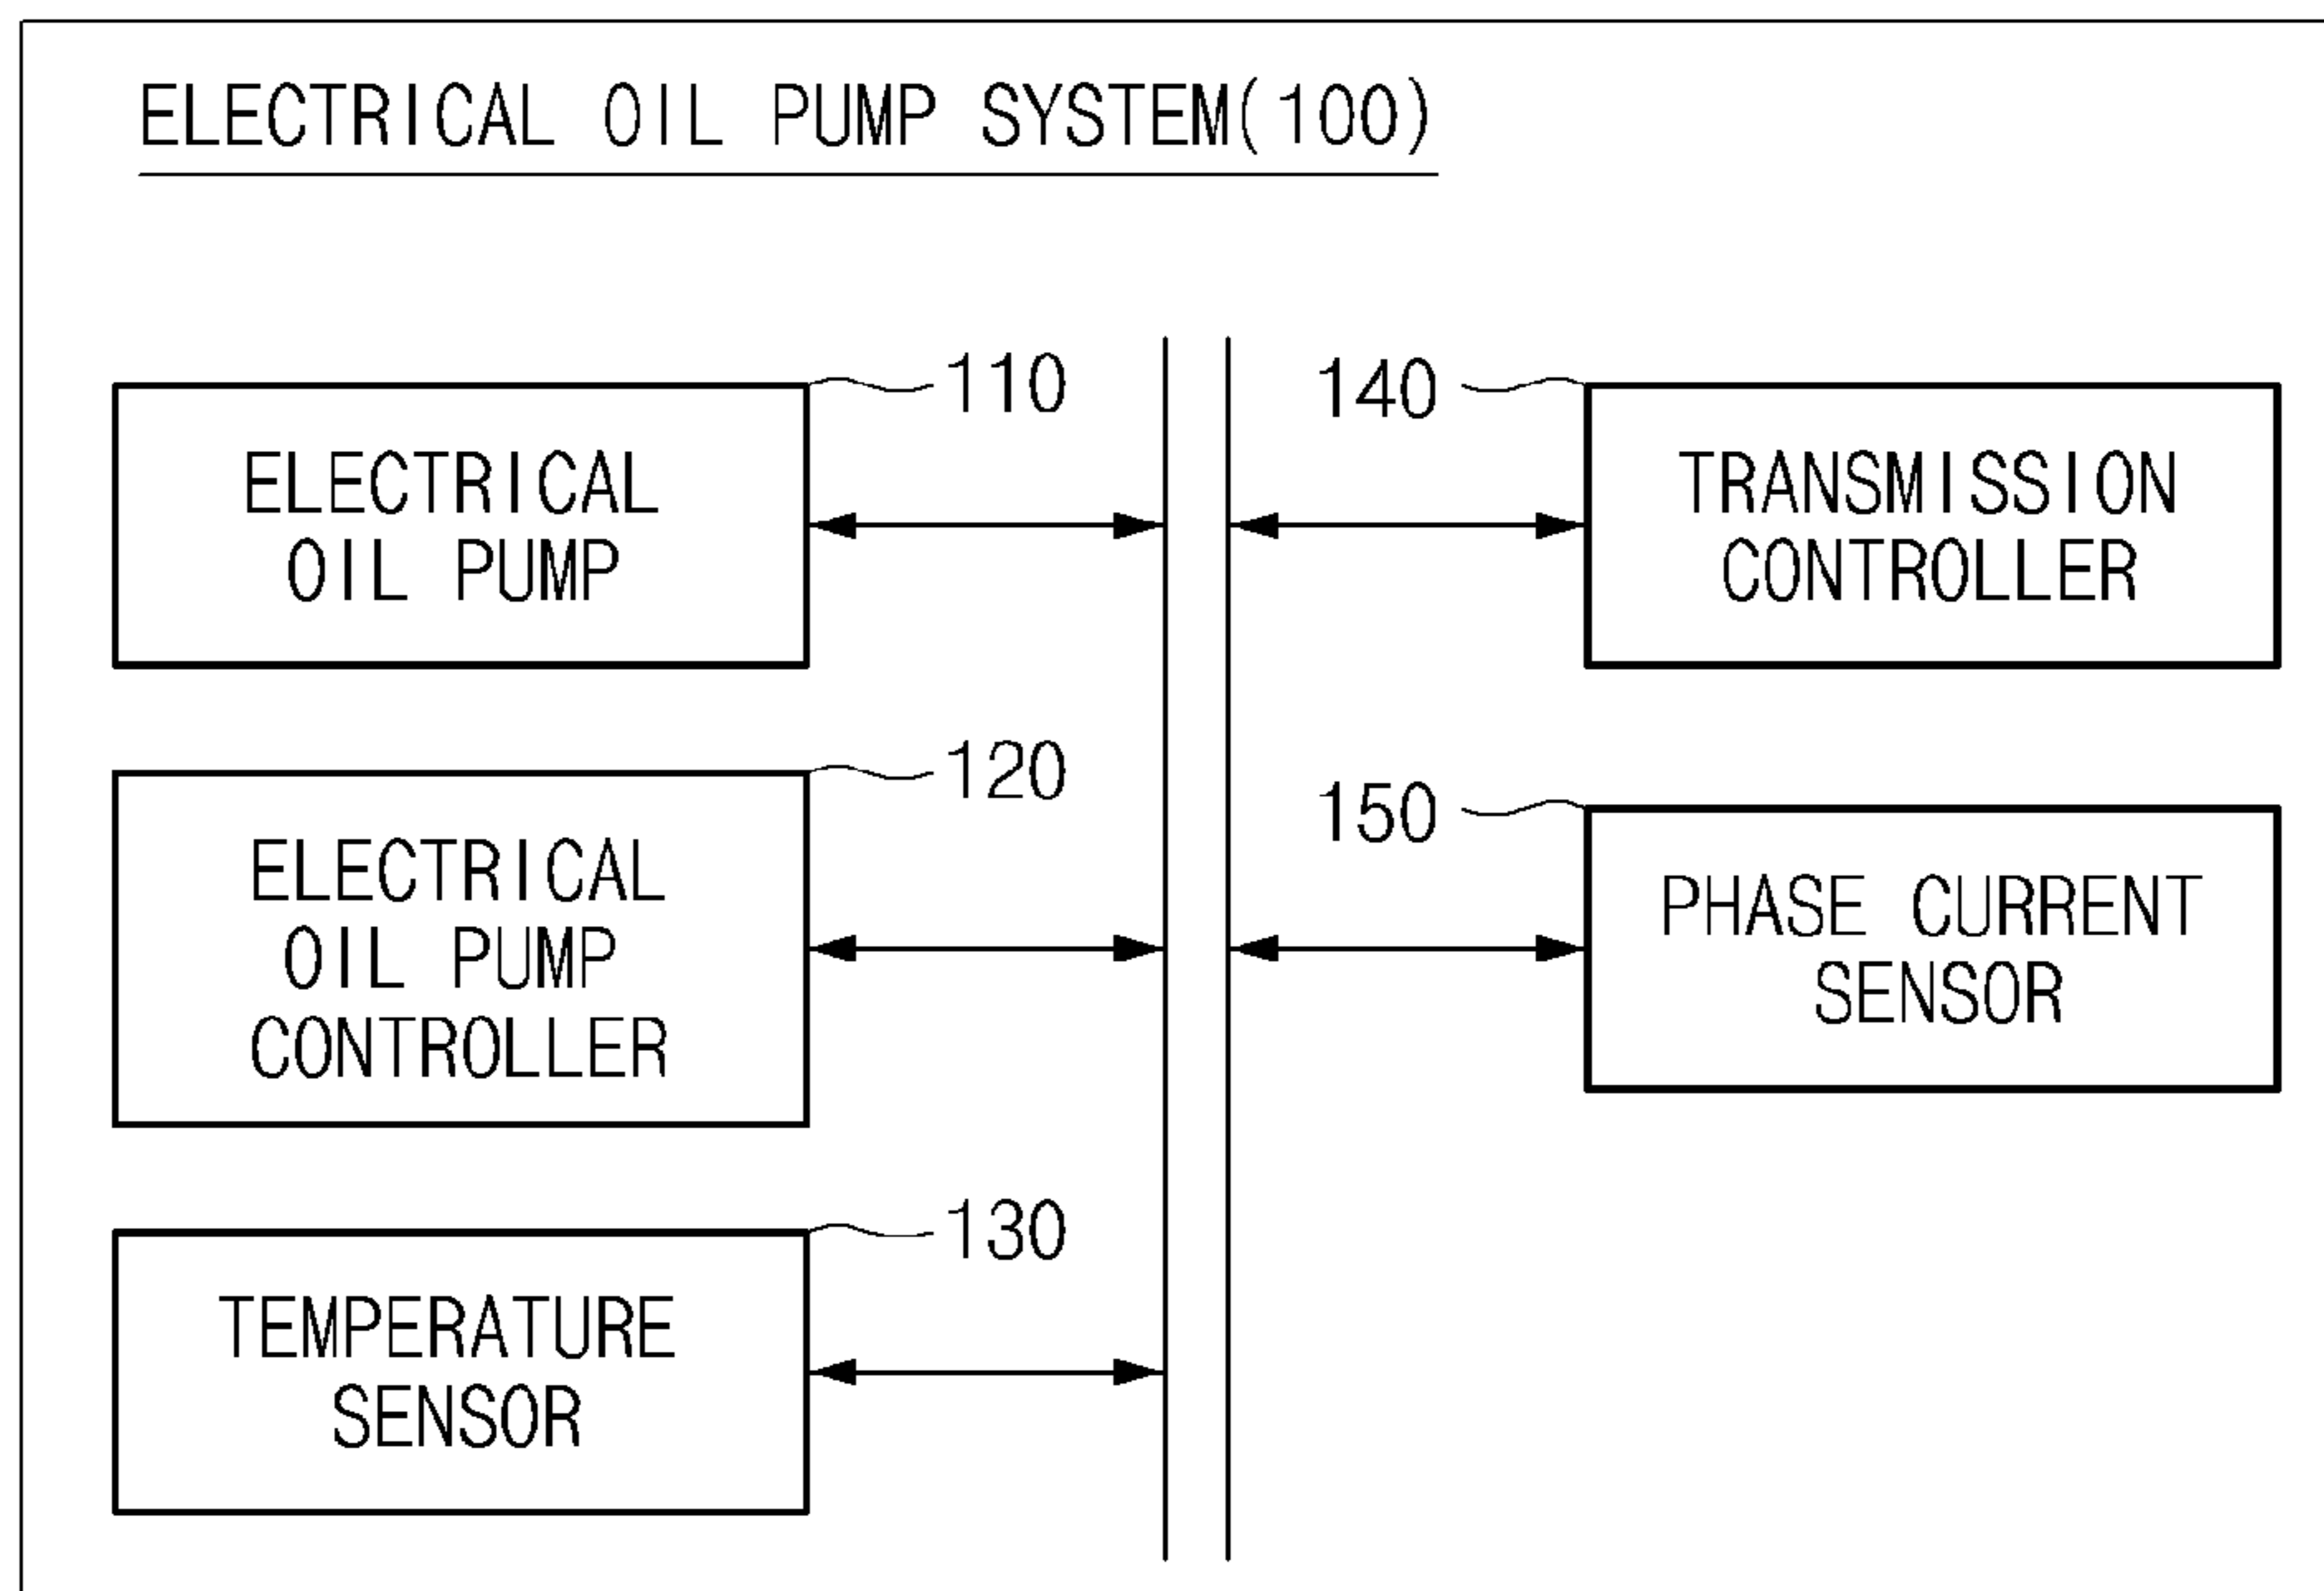 ELECTRICAL OIL PUMP SYSTEM(100)
110
ELECTRICAL
OIL PUMP
120
ELECTRICAL
OIL PUMP
CONTROLLER
130
TEMPERATURE
SENSOR
140
TRANSMISSION
CONTROLLER
150
PHASE CURRENT
SENSOR